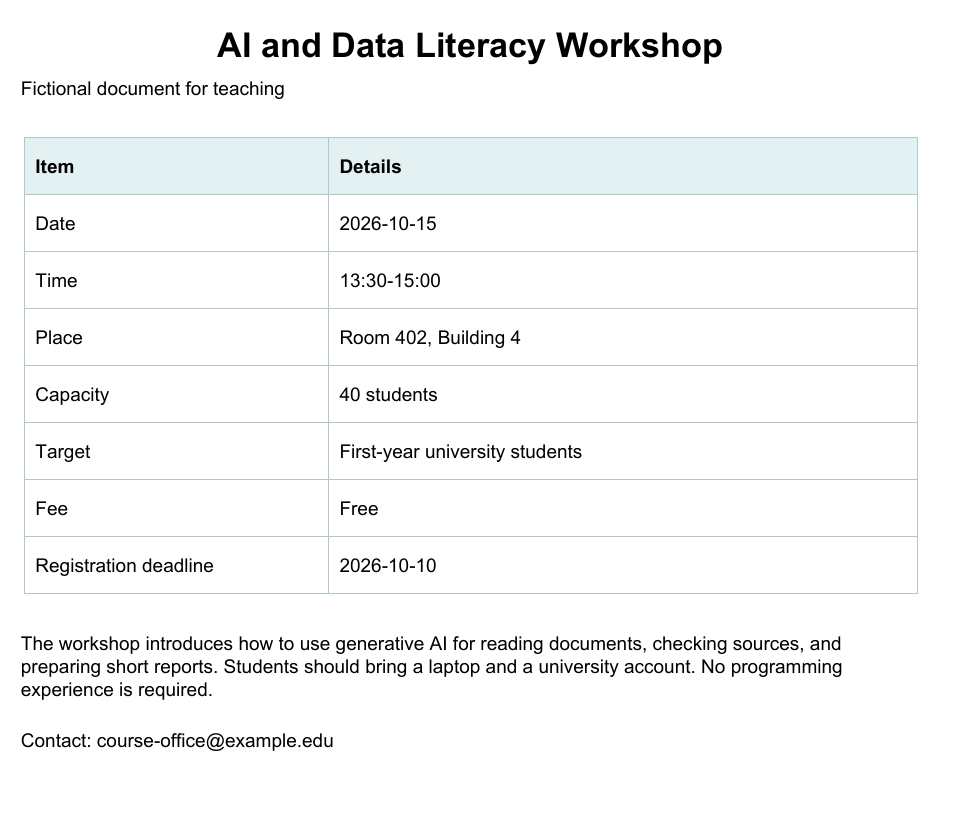 AI and Data Literacy Workshop
Fictional document for teaching
Item Details
Date 2026-10-15
Time 13:30-15:00
Place Room 402, Building 4
Capacity 40 students
Target First-year university students
Fee Free
Registration deadline 2026-10-10
The workshop introduces how to use generative AI for reading documents, checking sources, and
preparing short reports. Students should bring a laptop and a university account. No programming
experience is required.
Contact: course-office@example.edu